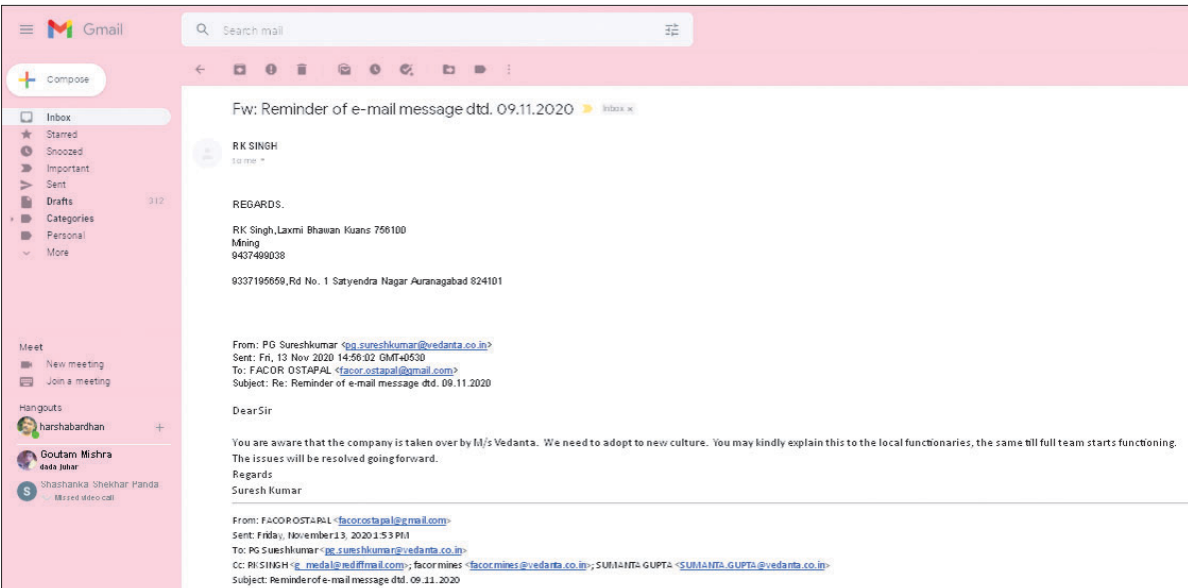 Gmail
Search mail
Compose
Inbox
Starred
Snoozed
Important
Sent
Drafts 312
Categories
Personal
More
Meet
New meeting
Join a meeting
Hangouts
harshabardhan
Goutam Mishra
dada juhar
Shashanka Shekhar Panda
Missed video call
Fw: Reminder of e-mail message dtd. 09.11.2020 Inbox x
R K SINGH
to me
REGARDS.
RK Singh,Laxmi Bhawan Kuans 756100
Mining
9437499038
9337195659,Rd No. 1 Satyendra Nagar Auranagabad 824101
From: PG Sureshkumar <pg.sureshkumar@vedanta.co.in>
Sent: Fri, 13 Nov 2020 14:56:02 GMT+0530
To: FACOR OSTAPAL <facor.ostapal@gmail.com>
Subject: Re: Reminder of e-mail message dtd. 09.11.2020
Dear Sir
You are aware that the company is taken over by M/s Vedanta. We need to adopt to new culture. You may kindly explain this to the local functionaries, the same till full team starts functioning.
The issues will be resolved going forward.
Regards
Suresh Kumar
From: FACOR OSTAPAL <facor.ostapal@gmail.com>
Sent: Friday, November 13, 2020 1:53 PM
To: PG Sureshkumar <pg.sureshkumar@vedanta.co.in>
Cc: RK SINGH <g_medal@rediffmail.com>; facor mines <facor.mines@vedanta.co.in>; SUMANTA GUPTA <SUMANTA.GUPTA@vedanta.co.in>
Subject: Reminder of e-mail message dtd. 09.11.2020